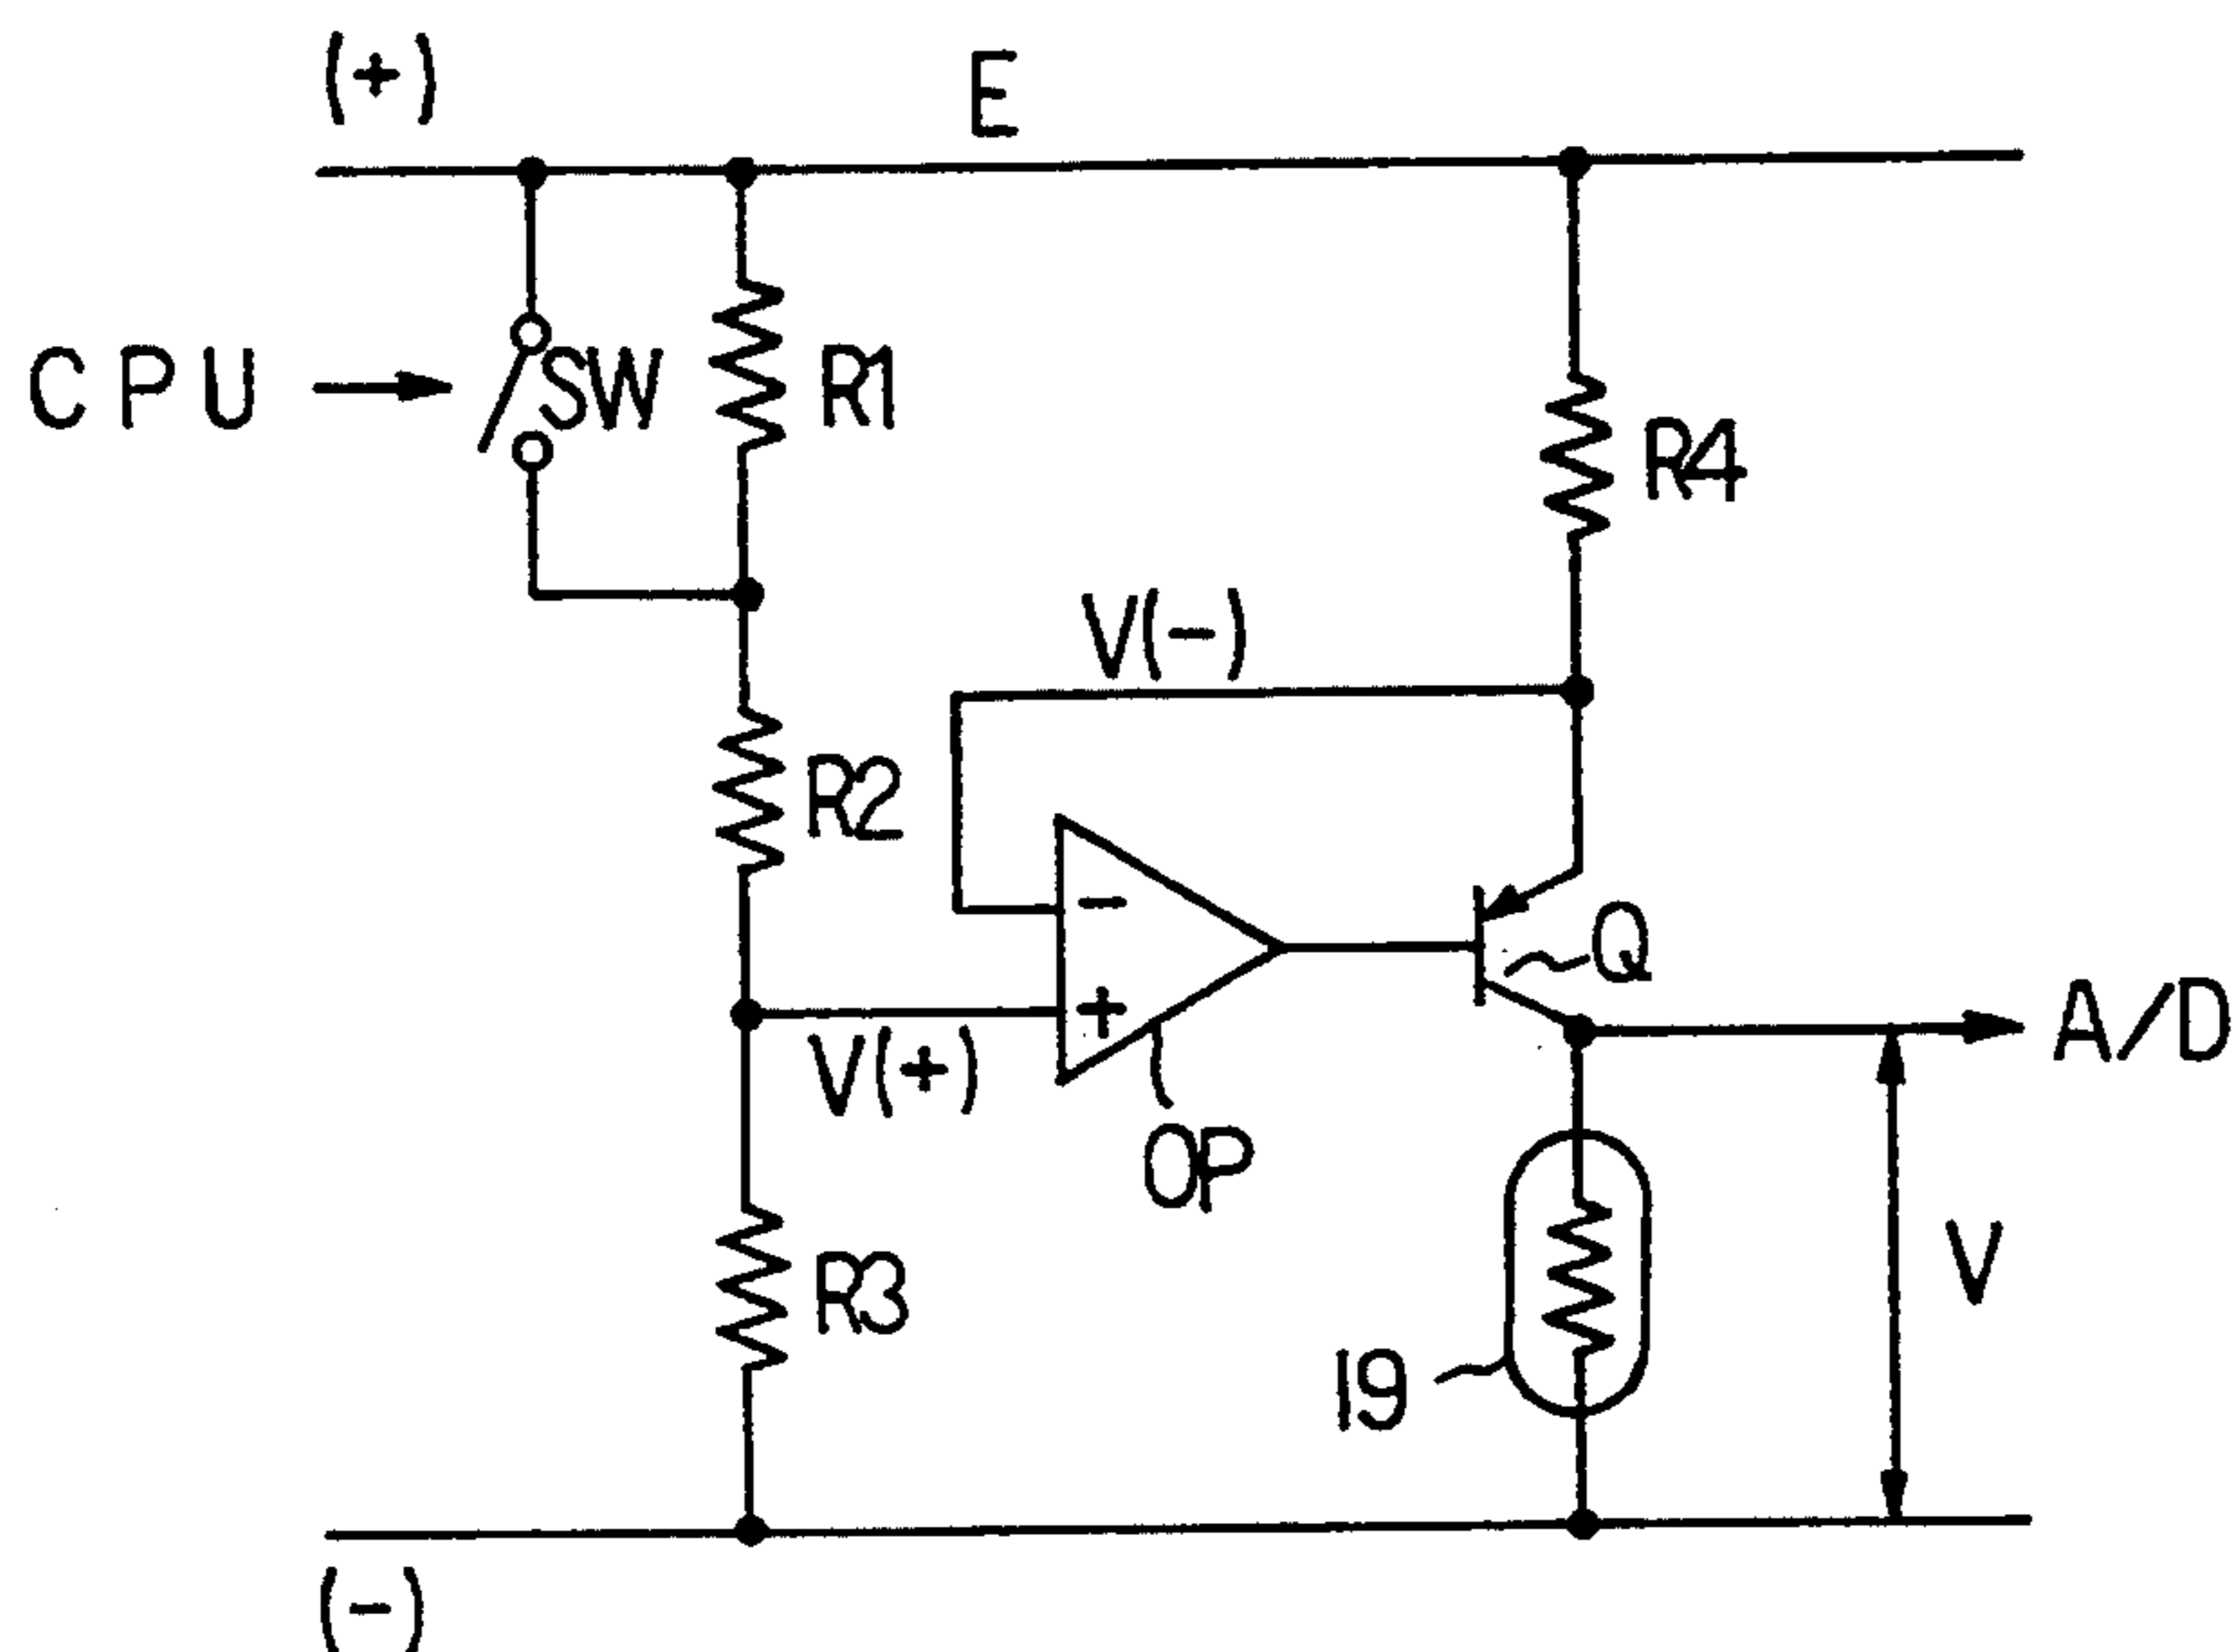 (+)
E
CPU
SW
R1
R4
V(-)
R2
-
+
Q
A/D
V(+)
OP
V
R3
19
(-)